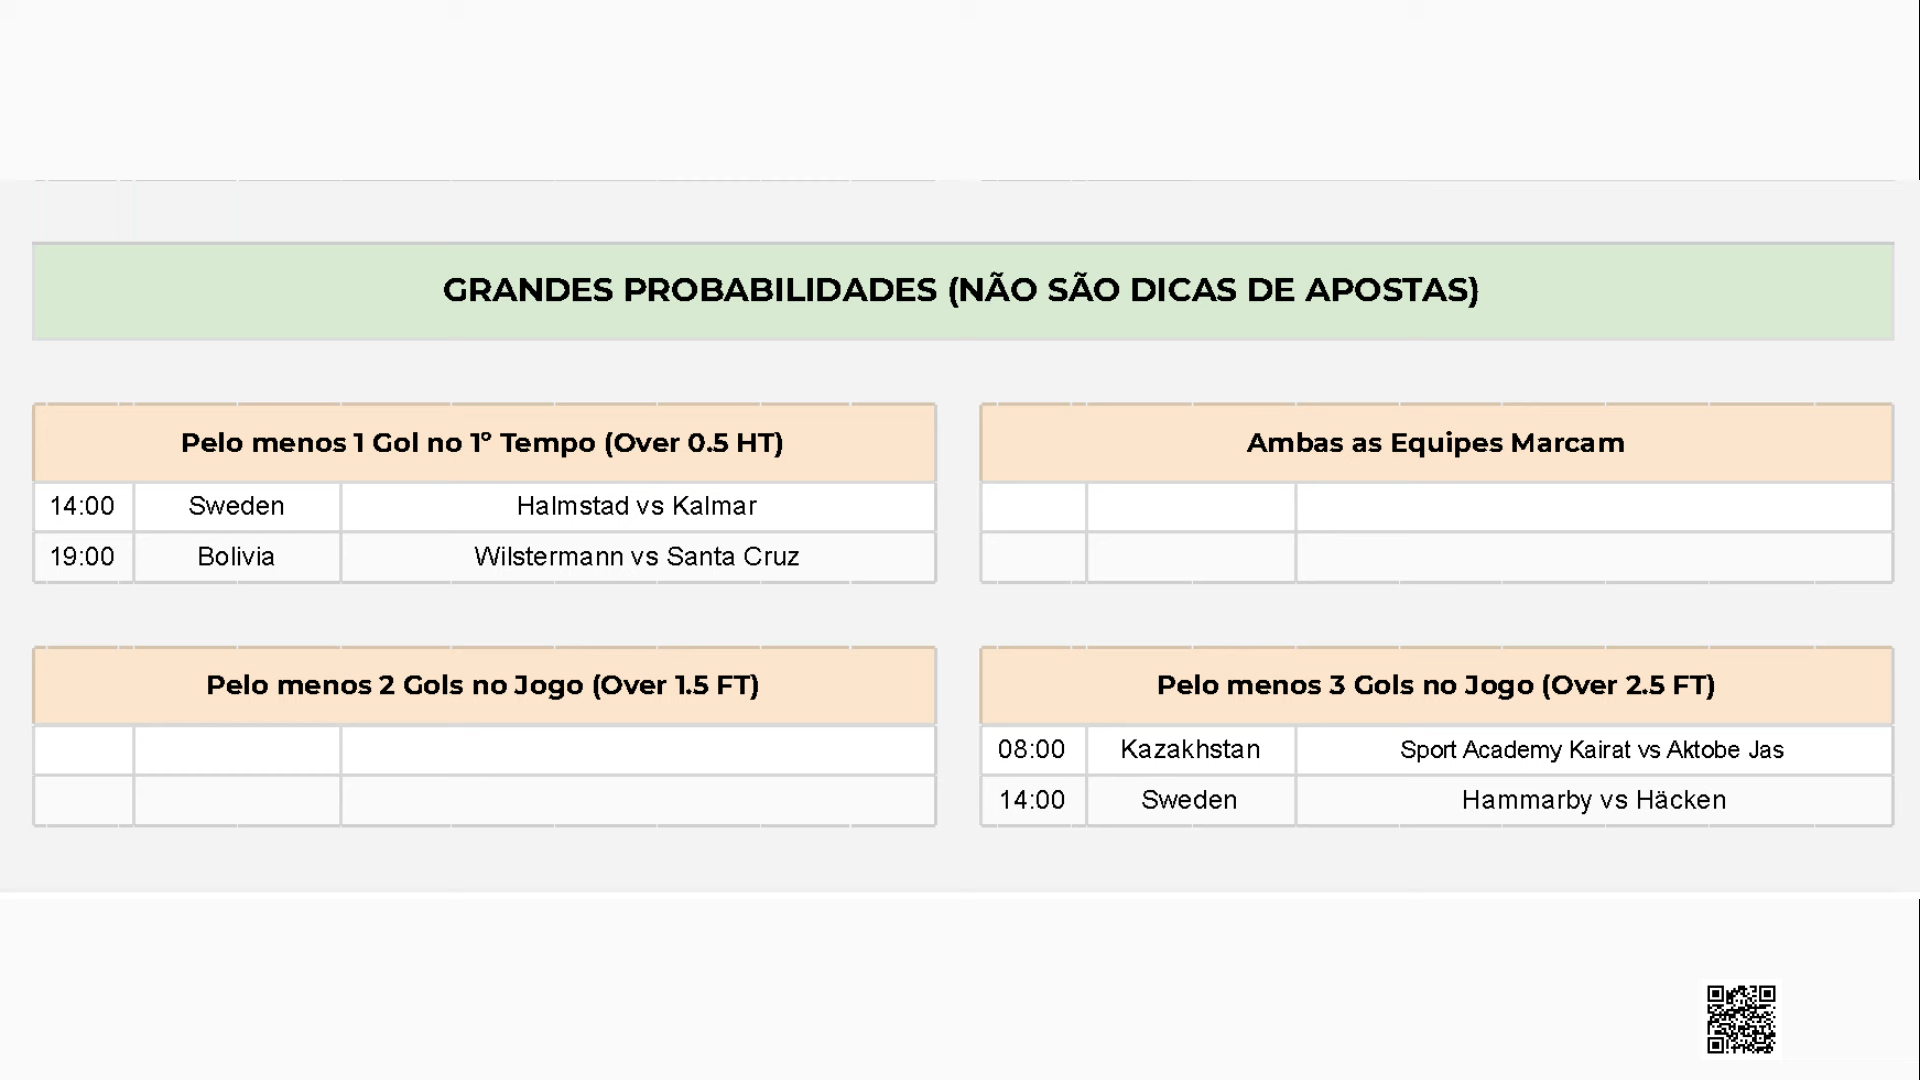 GRANDES PROBABILIDADES (NÃO SÃO DICAS DE APOSTAS)
Pelo menos 1 Gol no 1º Tempo (Over 0.5 HT)
14:00 Sweden Halmstad vs Kalmar
19:00 Bolivia Wilstermann vs Santa Cruz
Ambas as Equipes Marcam
Pelo menos 2 Gols no Jogo (Over 1.5 FT)
Pelo menos 3 Gols no Jogo (Over 2.5 FT)
08:00 Kazakhstan Sport Academy Kairat vs Aktobe Jas
14:00 Sweden Hammarby vs Häcken